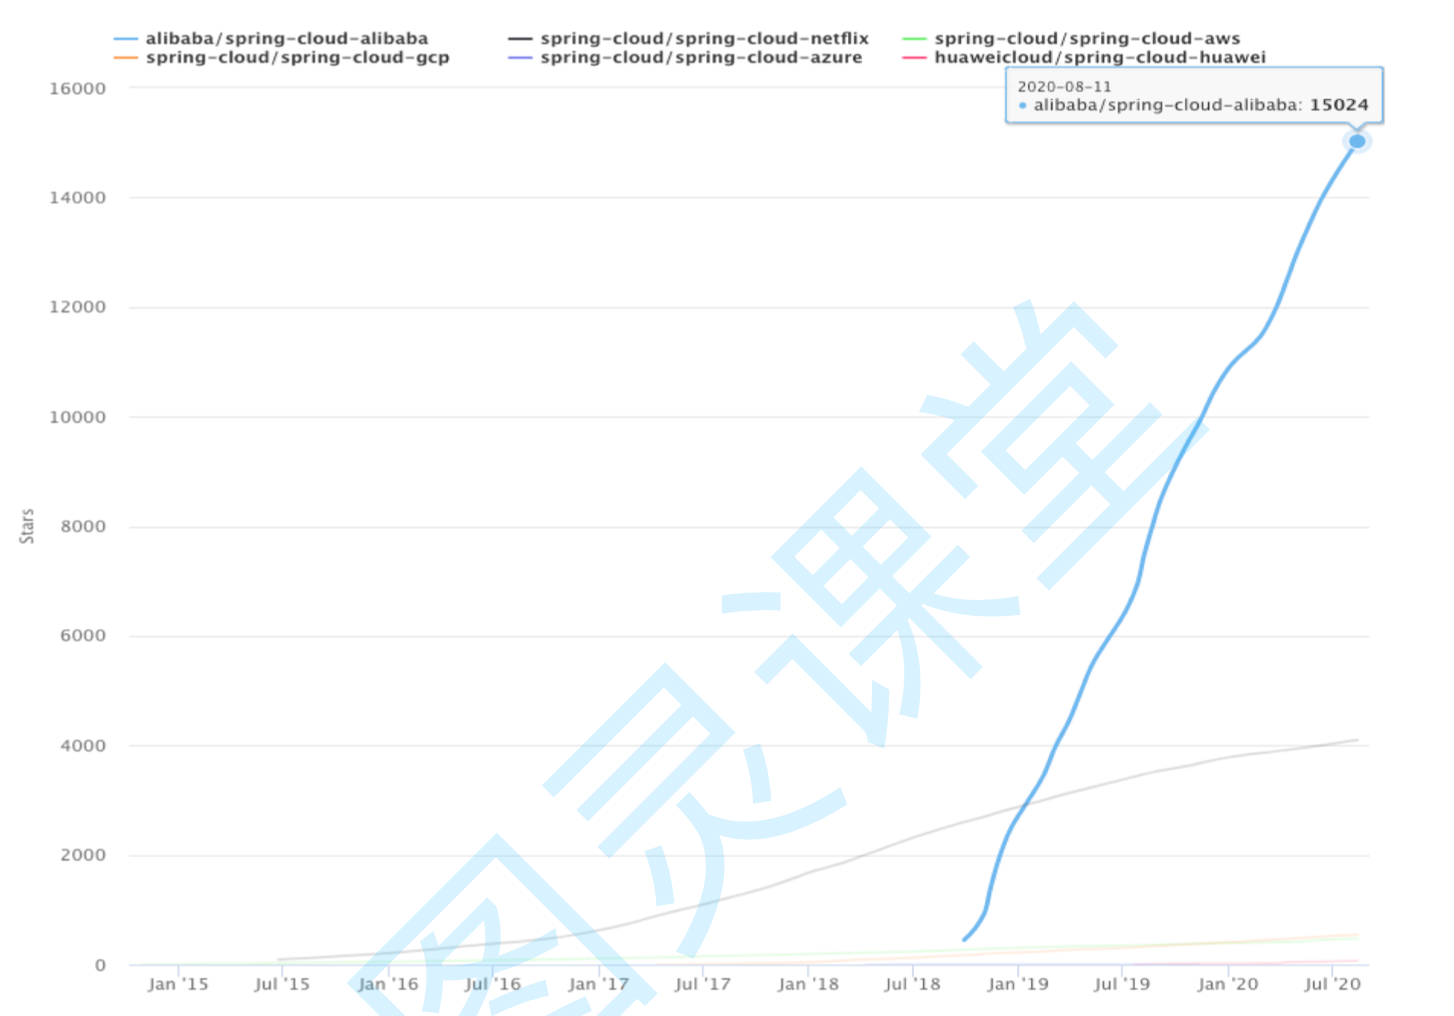 alibaba/spring-cloud-alibaba spring-cloud/spring-cloud-netflix spring-cloud/spring-cloud-aws
spring-cloud/spring-cloud-gcp spring-cloud/spring-cloud-azure huaweicloud/spring-cloud-huawei
2020-08-11
alibaba/spring-cloud-alibaba: 15024
16000
14000
12000
10000
8000
6000
4000
2000
0
Stars
Jan '15 Jul '15 Jan '16 Jul '16 Jan '17 Jul '17 Jan '18 Jul '18 Jan '19 Jul '19 Jan '20 Jul '20
图灵课堂